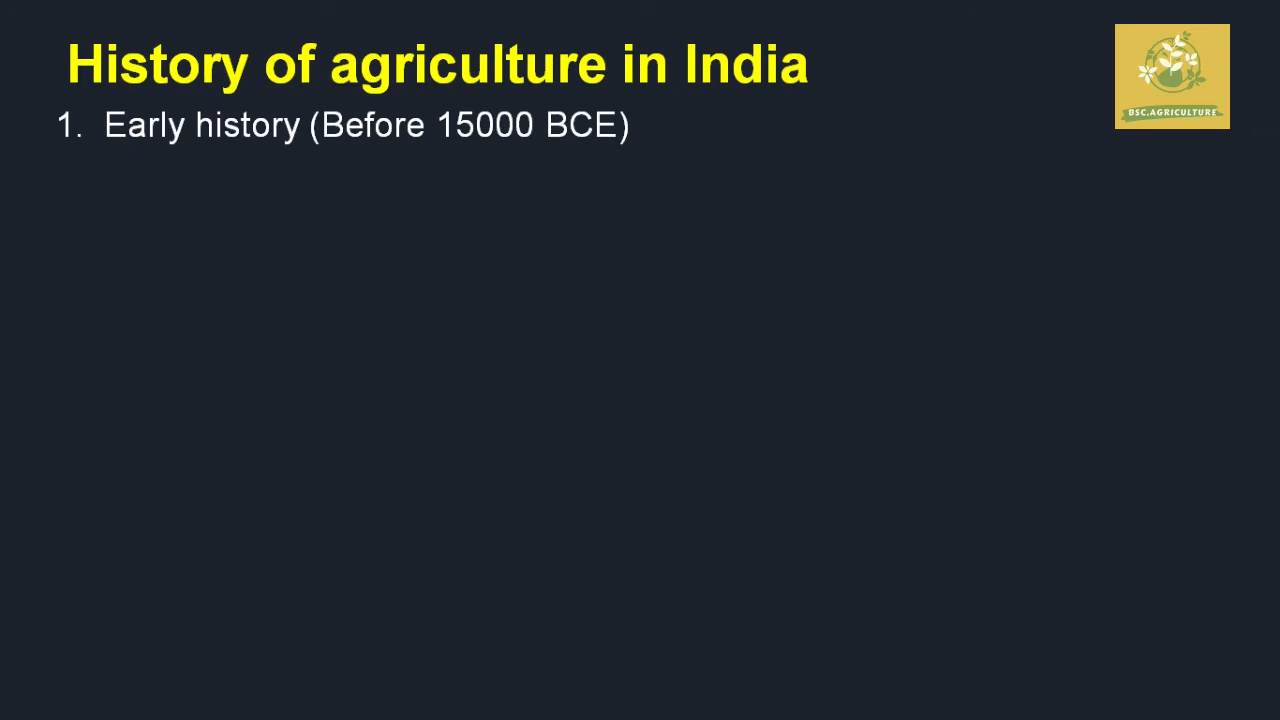 History of agriculture in India
1. Early history (Before 15000 BCE)
BSC.AGRICULTURE